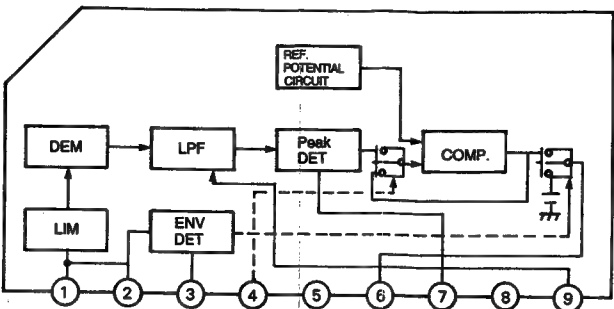 REF.
POTENTIAL
CIRCUIT
DEM
LPF
Peak
DET
COMP.
LIM
ENV
DET
1
2
3
4
5
6
7
8
9